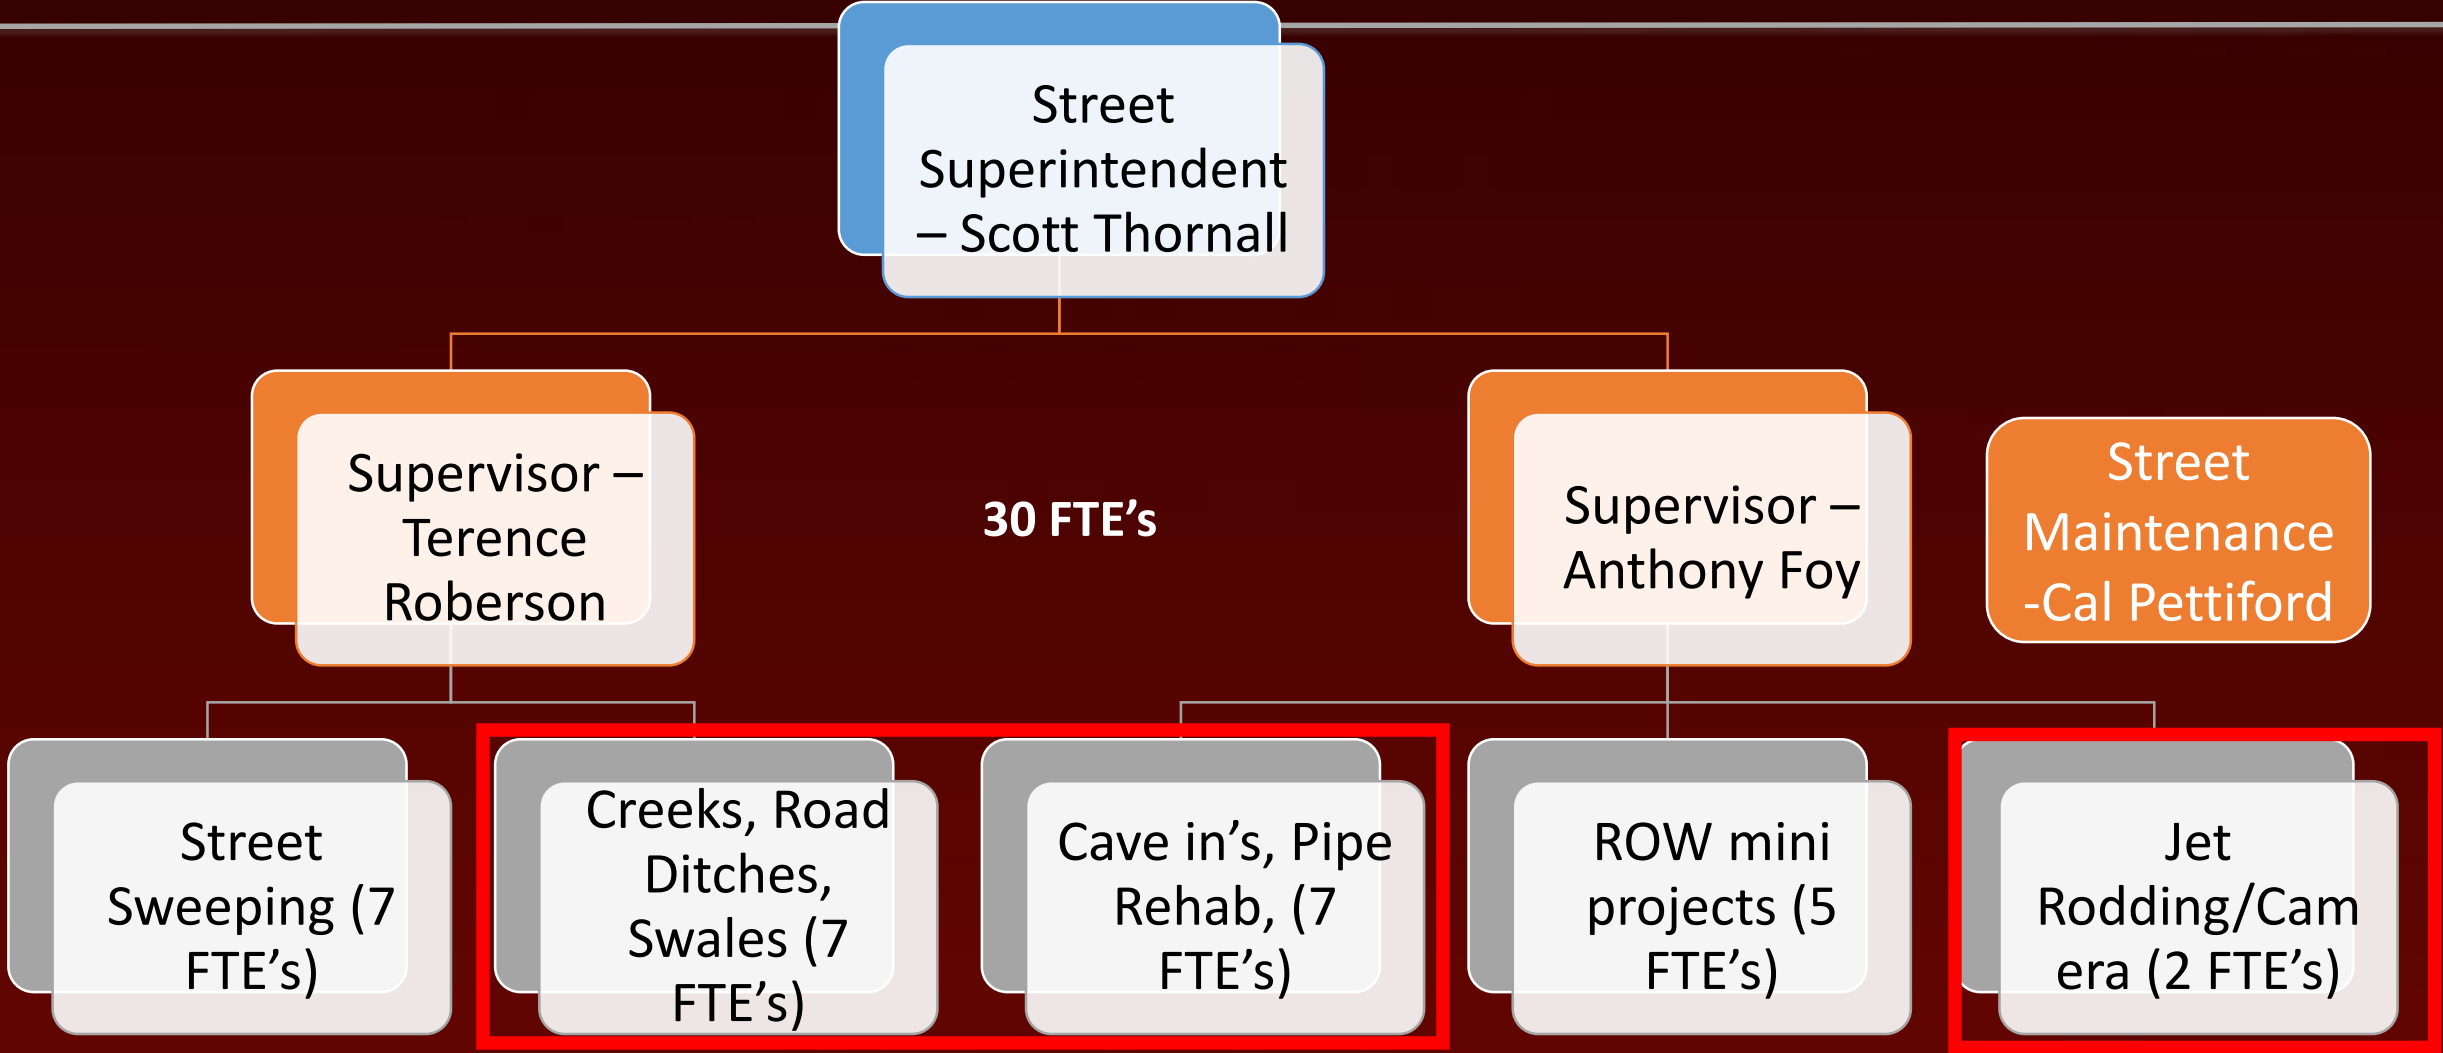 Street
Superintendent
– Scott Thornall
Supervisor –
Terence
Roberson
30 FTE’s
Supervisor –
Anthony Foy
Street
Maintenance
-Cal Pettiford
Street
Sweeping (7
FTE’s)
Creeks, Road
Ditches,
Swales (7
FTE’s)
Cave in’s, Pipe
Rehab, (7
FTE’s)
ROW mini
projects (5
FTE’s)
Jet
Rodding/Cam
era (2 FTE’s)